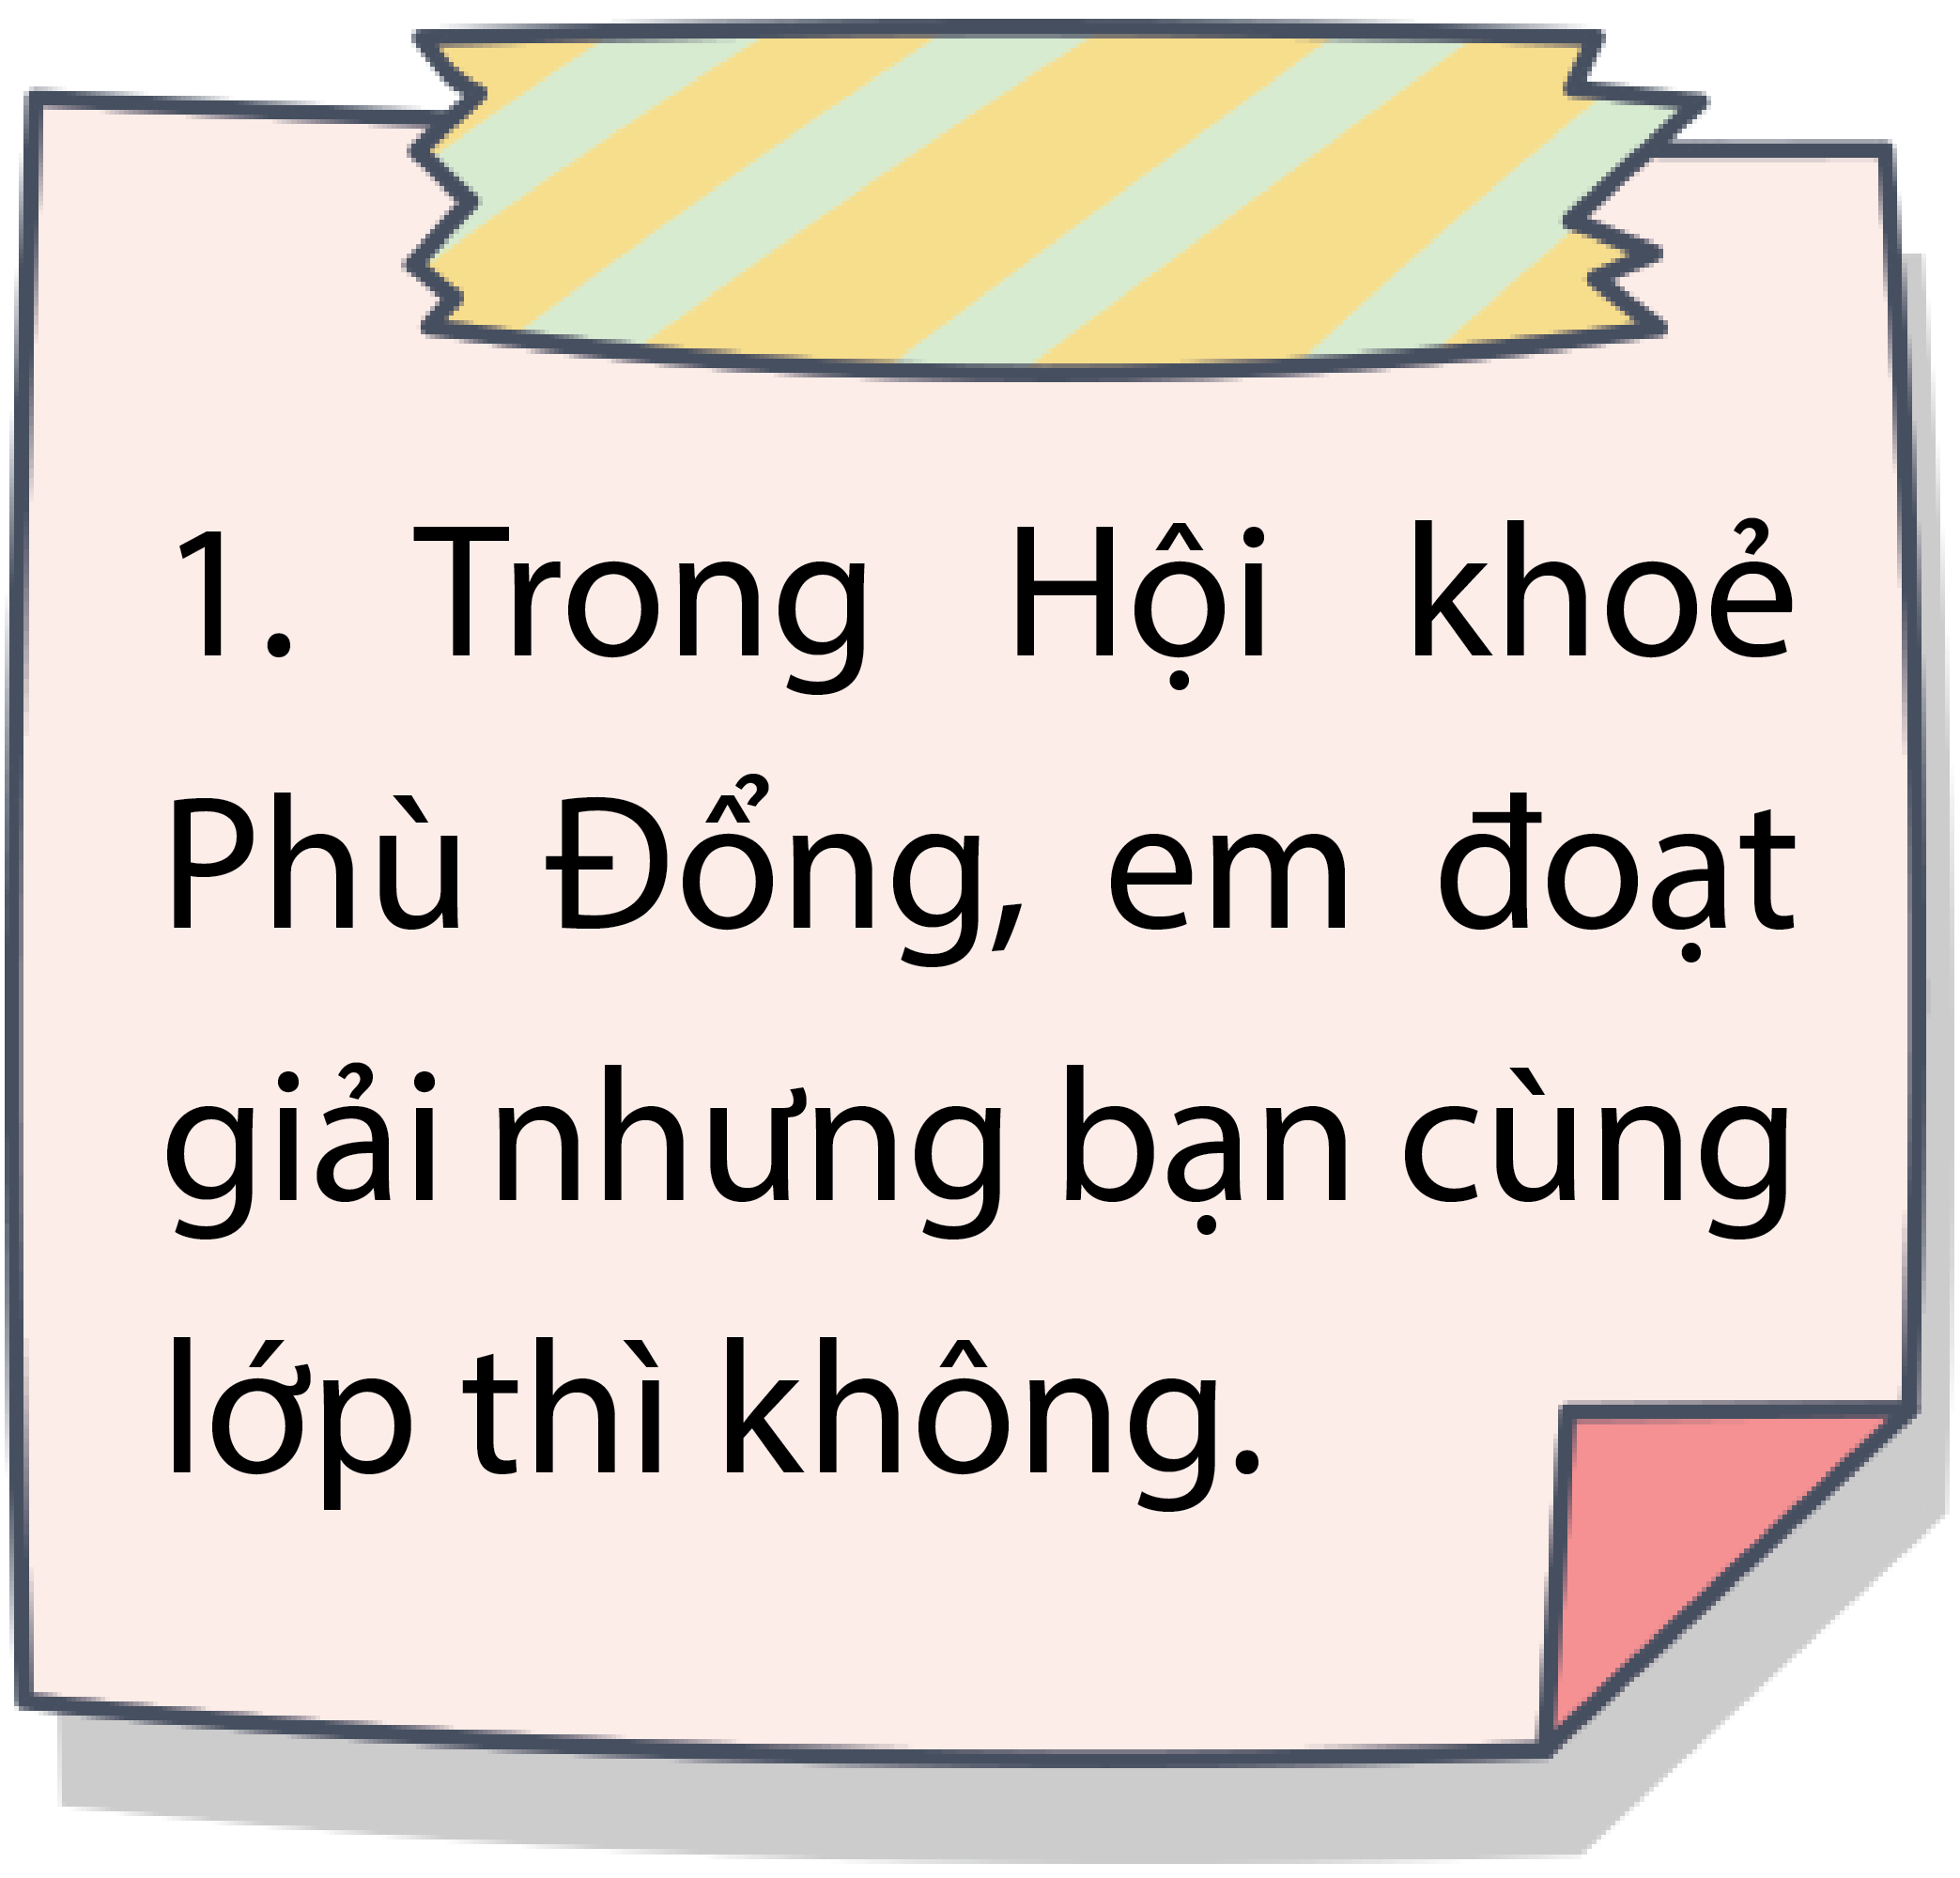 1. Trong Hội khoẻ
Phù Đổng, em đoạt
giải nhưng bạn cùng
lớp thì không.